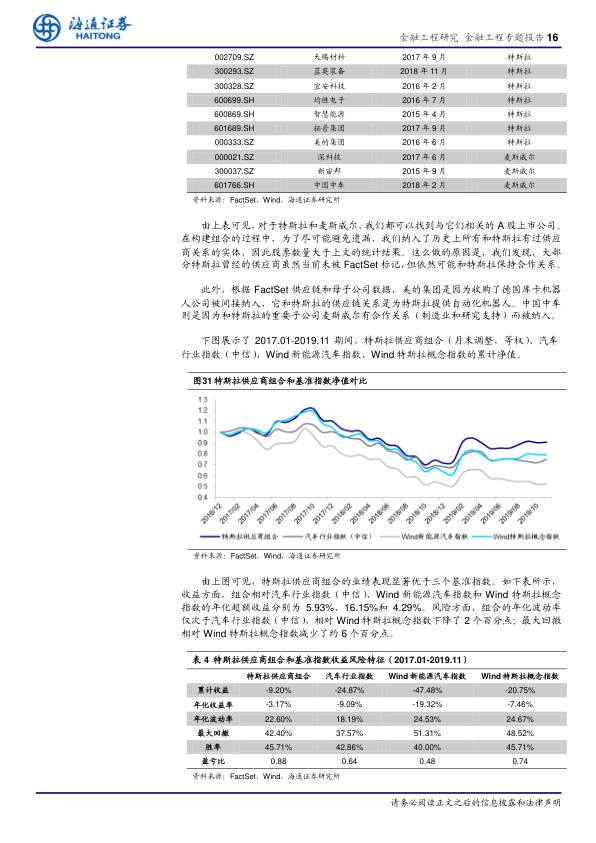 海通证券
HAITONG
金融工程研究 金融工程专题报告 16
002709.SZ 天赐材料 2017 年 9 月 特斯拉
300293.SZ 蓝英装备 2018 年 11 月 特斯拉
300328.SZ 宜安科技 2016 年 2 月 特斯拉
600699.SH 均胜电子 2016 年 7 月 特斯拉
600869.SH 智慧能源 2015 年 4 月 特斯拉
601689.SH 拓普集团 2017 年 9 月 特斯拉
000333.SZ 美的集团 2016 年 6 月 特斯拉
000021.SZ 深科技 2017 年 6 月 麦斯威尔
300037.SZ 新宙邦 2015 年 9 月 麦斯威尔
601766.SH 中国中车 2018 年 2 月 麦斯威尔
资料来源：FactSet，Wind，海通证券研究所
由上表可见，对于特斯拉和麦斯威尔，我们都可以找到与它们相关的 A 股上市公司。
在构建组合的过程中，为了尽可能避免遗漏，我们纳入了历史上所有和特斯拉有过供应
商关系的实体，因此股票数量大于上文的统计结果。这么做的原因是，我们发现，大部
分特斯拉曾经的供应商虽然当前未被 FactSet 标记，但依然可能和特斯拉保持合作关系。
此外，根据 FactSet 供应链和母子公司数据，美的集团是因为收购了德国库卡机器
人公司被间接纳入，它和特斯拉的供应链关系是为特斯拉提供自动化机器人。中国中车
则是因为和特斯拉的重要子公司麦斯威尔有合作关系（制造业和研究支持）而被纳入。
下图展示了 2017.01-2019.11 期间，特斯拉供应商组合（月末调整，等权）、汽车
行业指数（中信）、Wind 新能源汽车指数、Wind 特斯拉概念指数的累计净值。
图31 特斯拉供应商组合和基准指数净值对比
1.3
1.2
1.1
1.0
0.9
0.8
0.7
0.6
0.5
0.4
2016/12 2017/02 2017/04 2017/06 2017/08 2017/10 2017/12 2018/02 2018/04 2018/06 2018/08 2018/10 2018/12 2019/02 2019/04 2019/06 2019/08 2019/10
特斯拉供应商组合 汽车行业指数（中信） Wind新能源汽车指数 Wind特斯拉概念指数
资料来源：FactSet，Wind，海通证券研究所
由上图可见，特斯拉供应商组合的业绩表现显著优于三个基准指数。如下表所示，
收益方面，组合相对汽车行业指数（中信）、Wind 新能源汽车指数和 Wind 特斯拉概念
指数的年化超额收益分别为 5.93%、16.15%和 4.29%。风险方面，组合的年化波动率
仅次于汽车行业指数（中信），相对 Wind 特斯拉概念指数下降了 2 个百分点；最大回撤
相对 Wind 特斯拉概念指数减少了约 6 个百分点。
表 4 特斯拉供应商组合和基准指数收益风险特征（2017.01-2019.11）
特斯拉供应商组合 汽车行业指数 Wind 新能源汽车指数 Wind 特斯拉概念指数
累计收益 -9.20% -24.87% -47.48% -20.75%
年化收益率 -3.17% -9.09% -19.32% -7.46%
年化波动率 22.60% 18.19% 24.53% 24.67%
最大回撤 42.40% 37.57% 51.31% 48.52%
胜率 45.71% 42.86% 40.00% 45.71%
盈亏比 0.88 0.64 0.48 0.74
资料来源：FactSet，Wind，海通证券研究所
请务必阅读正文之后的信息披露和法律声明